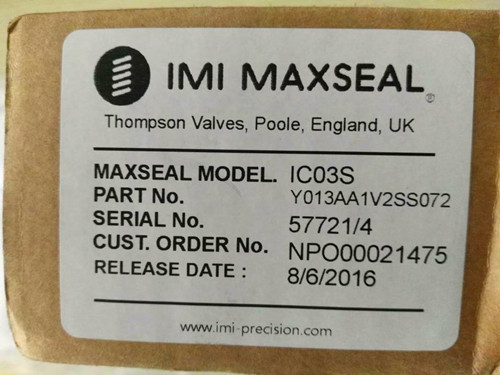 IMI MAXSEAL®
Thompson Valves, Poole, England, UK
MAXSEAL MODEL. IC03S
PART No. Y013AA1V2SS072
SERIAL No. 57721/4
CUST. ORDER No. NPO00021475
RELEASE DATE : 8/6/2016
www.imi-precision.com